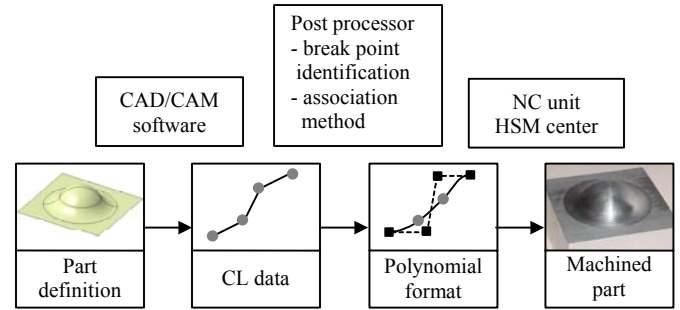 Post processor
- break point
identification
- association
method
CAD/CAM
software
NC unit
HSM center
Part
definition
CL data
Polynomial
format
Machined
part